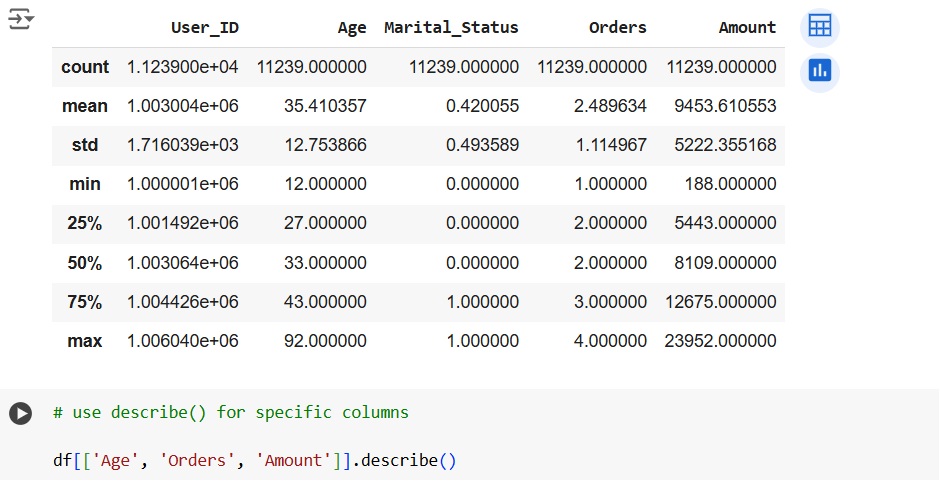 User_ID Age Marital_Status Orders Amount
count 1.123900e+04 11239.000000 11239.000000 11239.000000 11239.000000
mean 1.003004e+06 35.410357 0.420055 2.489634 9453.610553
std 1.716039e+03 12.753866 0.493589 1.114967 5222.355168
min 1.000001e+06 12.000000 0.000000 1.000000 188.000000
25% 1.001492e+06 27.000000 0.000000 2.000000 5443.000000
50% 1.003064e+06 33.000000 0.000000 2.000000 8109.000000
75% 1.004426e+06 43.000000 1.000000 3.000000 12675.000000
max 1.006040e+06 92.000000 1.000000 4.000000 23952.000000
# use describe() for specific columns
df[['Age', 'Orders', 'Amount']].describe()